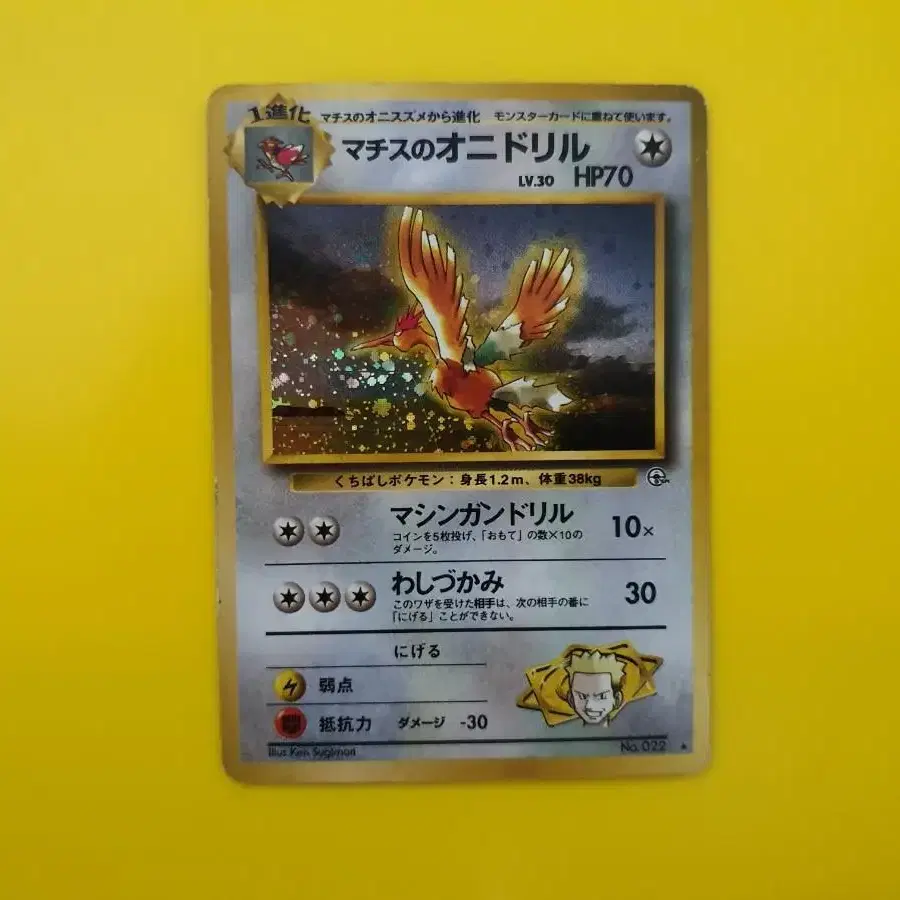 1進化 マチスのオニスズメから進化 モンスターカードに重ねて使います。
マチスのオニドリル
LV.30 HP70
くちばしポケモン：身長1.2m、体重38kg
マシンガンドリル 10×
コインを5枚投げ、「おもて」の数×10の
ダメージ。
わしづかみ 30
このワザを受けた相手は、次の相手の番に
「にげる」ことができない。
にげる
弱点
抵抗力 ダメージ -30
Illus. Ken Sugimori No. 022 ★